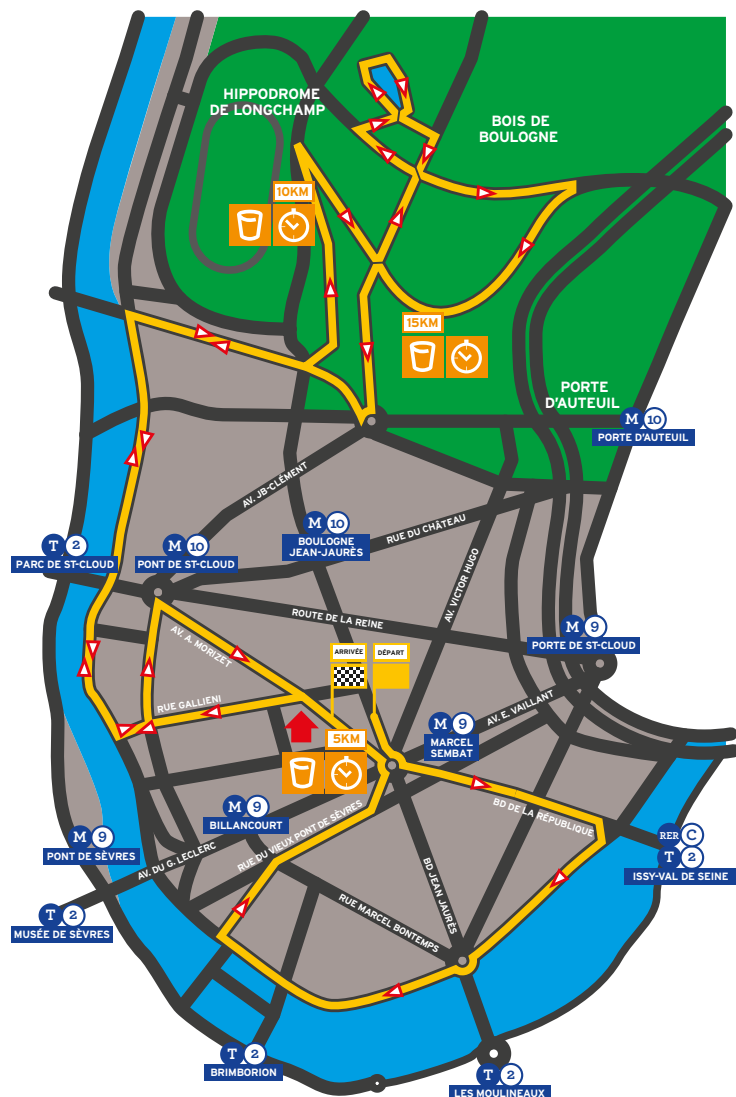 HIPPODROME
DE LONGCHAMP
BOIS DE
BOULOGNE
10KM
15KM
PORTE
D'AUTEUIL
M 10
PORTE D'AUTEUIL
AV. JB-CLÉMENT
M 10
BOULOGNE
JEAN-JAURÈS
RUE DU CHÂTEAU
T 2
PARC DE ST-CLOUD
M 10
PONT DE ST-CLOUD
AV. VICTOR HUGO
ROUTE DE LA REINE
M 9
PORTE DE ST-CLOUD
AV. A. MORIZET
ARRIVÉE
DÉPART
RUE GALLIENI
AV. E. VAILLANT
5KM
M 9
MARCEL
SEMBAT
M 9
BILLANCOURT
BD DE LA RÉPUBLIQUE
RUE DU VIEUX PONT DE SÈVRES
M 9
PONT DE SÈVRES
AV. DU G. LECLERC
BD JEAN JAURÈS
RER C
T 2
ISSY-VAL DE SEINE
RUE MARCEL BONTEMPS
T 2
MUSÉE DE SÈVRES
T 2
BRIMBORION
T 2
LES MOULINEAUX